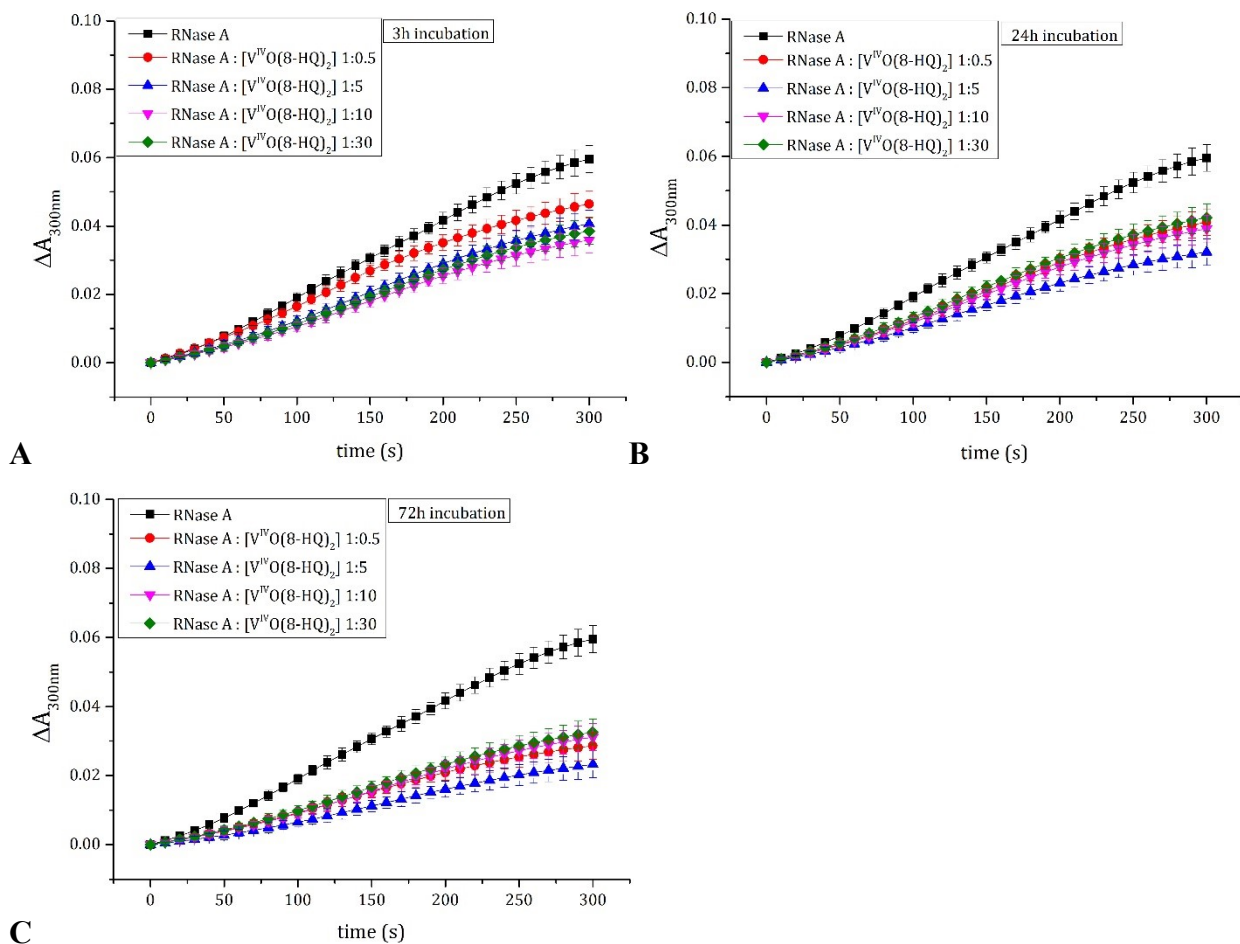 0.10
0.08
0.06
0.04
0.02
0.00
ΔA300nm
RNase A
RNase A : [V^IVO(8-HQ)2] 1:0.5
RNase A : [V^IVO(8-HQ)2] 1:5
RNase A : [V^IVO(8-HQ)2] 1:10
RNase A : [V^IVO(8-HQ)2] 1:30
3h incubation
0 50 100 150 200 250 300
time (s)
A
0.10
0.08
0.06
0.04
0.02
0.00
ΔA300nm
RNase A
RNase A : [V^IVO(8-HQ)2] 1:0.5
RNase A : [V^IVO(8-HQ)2] 1:5
RNase A : [V^IVO(8-HQ)2] 1:10
RNase A : [V^IVO(8-HQ)2] 1:30
24h incubation
0 50 100 150 200 250 300
time (s)
B
0.10
0.08
0.06
0.04
0.02
0.00
ΔA300nm
RNase A
RNase A : [V^IVO(8-HQ)2] 1:0.5
RNase A : [V^IVO(8-HQ)2] 1:5
RNase A : [V^IVO(8-HQ)2] 1:10
RNase A : [V^IVO(8-HQ)2] 1:30
72h incubation
0 50 100 150 200 250 300
time (s)
C